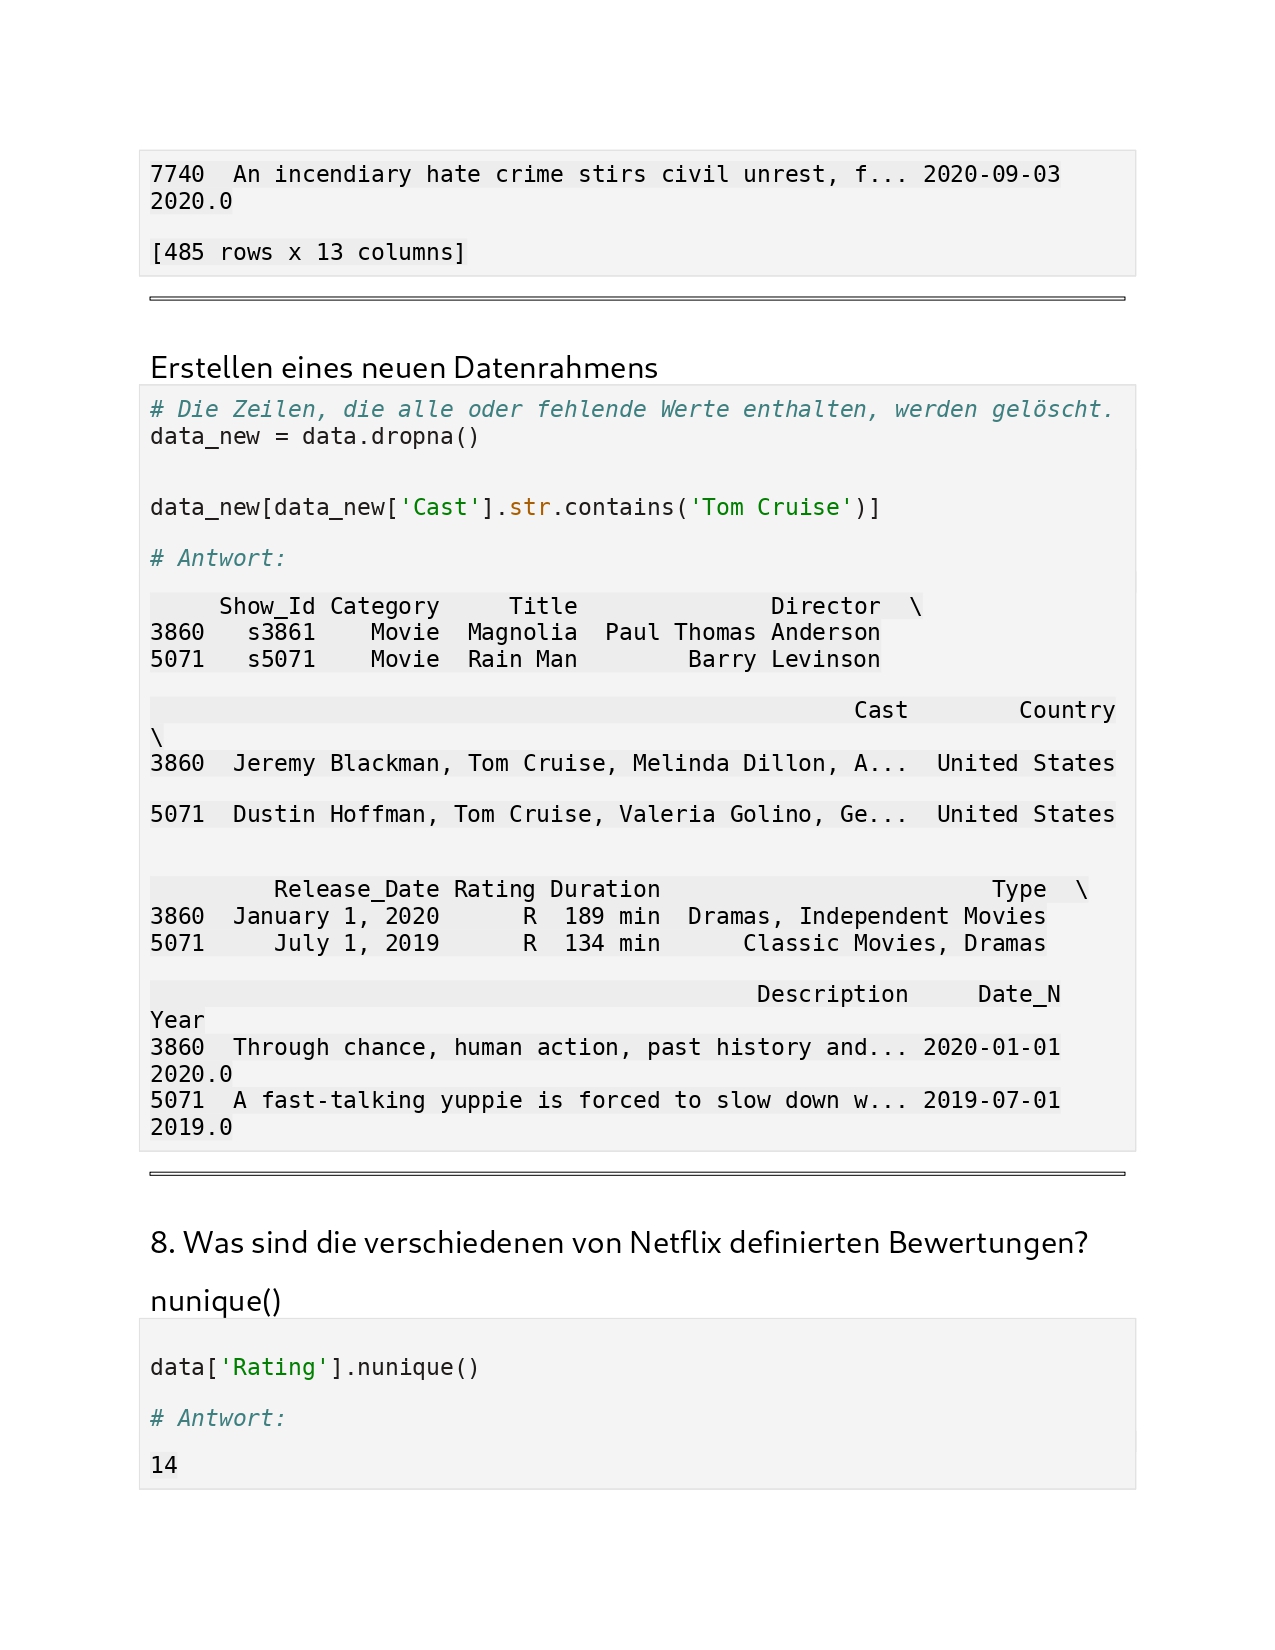 7740  An incendiary hate crime stirs civil unrest, f... 2020-09-03
2020.0
[485 rows x 13 columns]
Erstellen eines neuen Datenrahmens
# Die Zeilen, die alle oder fehlende Werte enthalten, werden gelöscht.
data_new = data.dropna()
data_new[data_new['Cast'].str.contains('Tom Cruise')]
# Antwort:
     Show_Id Category     Title              Director  \
3860   s3861    Movie  Magnolia  Paul Thomas Anderson
5071   s5071    Movie  Rain Man        Barry Levinson
                                                   Cast        Country
\
3860  Jeremy Blackman, Tom Cruise, Melinda Dillon, A...  United States
5071  Dustin Hoffman, Tom Cruise, Valeria Golino, Ge...  United States
         Release_Date Rating Duration                        Type  \
3860  January 1, 2020      R  189 min  Dramas, Independent Movies
5071     July 1, 2019      R  134 min      Classic Movies, Dramas
                                            Description     Date_N
Year
3860  Through chance, human action, past history and... 2020-01-01
2020.0
5071  A fast-talking yuppie is forced to slow down w... 2019-07-01
2019.0
8. Was sind die verschiedenen von Netflix definierten Bewertungen?
nunique()
data['Rating'].nunique()
# Antwort:
14